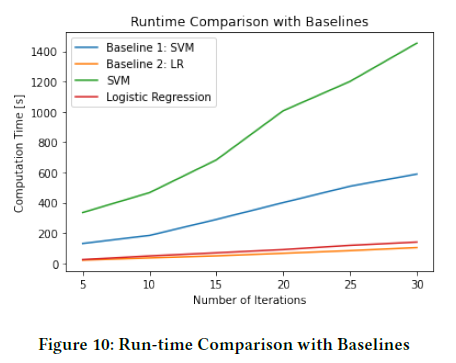 Runtime Comparison with Baselines
Baseline 1: SVM
Baseline 2: LR
SVM
Logistic Regression
Computation Time [s]
1400
1200
1000
800
600
400
200
0
5 10 15 20 25 30
Number of Iterations
Figure 10: Run-time Comparison with Baselines